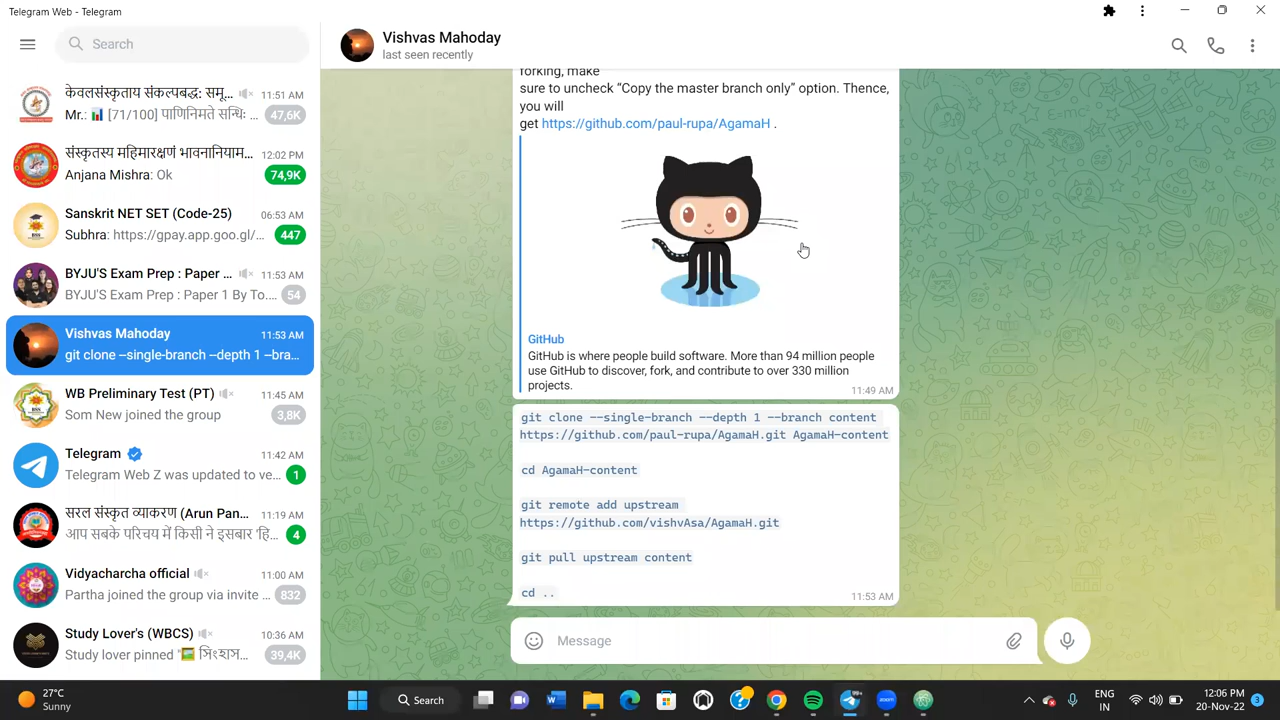 Telegram Web - Telegram
Search
केवलसंस्कृताय संकल्पबद्ध: समू... 11:51 AM
Mr.: 📊 [71/100] पाणिनिमते सन्धिः ... 47,6K
संस्कृतस्य महिमारक्षणं भावनानियाम... 12:02 PM
Anjana Mishra: Ok 74,9K
Sanskrit NET SET (Code-25) 06:53 AM
Subhra: https://gpay.app.goo.gl/... 447
BYJU'S Exam Prep : Paper ... 11:53 AM
BYJU'S Exam Prep : Paper 1 By To.... 54
Vishvas Mahoday 11:53 AM
git clone –single-branch –depth 1 –bra...
WB Preliminary Test (PT) 11:45 AM
Som New joined the group 3,8K
Telegram 11:42 AM
Telegram Web Z was updated to ve... 1
सरल संस्कृत व्याकरण (Arun Pan... 11:19 AM
आप सबके परिचय में किसी ने इसबार 'हि... 4
Vidyacharcha official 11:00 AM
Partha joined the group via invite ... 832
Study Lover's (WBCS) 10:36 AM
Study lover pinned "🖼 সিংহাস... 39,4K
Vishvas Mahoday
last seen recently
forking, make
sure to uncheck “Copy the master branch only” option. Thence,
you will
get https://github.com/paul-rupa/AgamaH .
GitHub
GitHub is where people build software. More than 94 million people
use GitHub to discover, fork, and contribute to over 330 million
projects.
11:49 AM
git clone --single-branch --depth 1 --branch content
https://github.com/paul-rupa/AgamaH.git AgamaH-content
cd AgamaH-content
git remote add upstream
https://github.com/vishvAsa/AgamaH.git
git pull upstream content
cd ..
11:53 AM
Message
27°C
Sunny
Search
99+
zoom
ENG
IN
12:06 PM
20-Nov-22
3